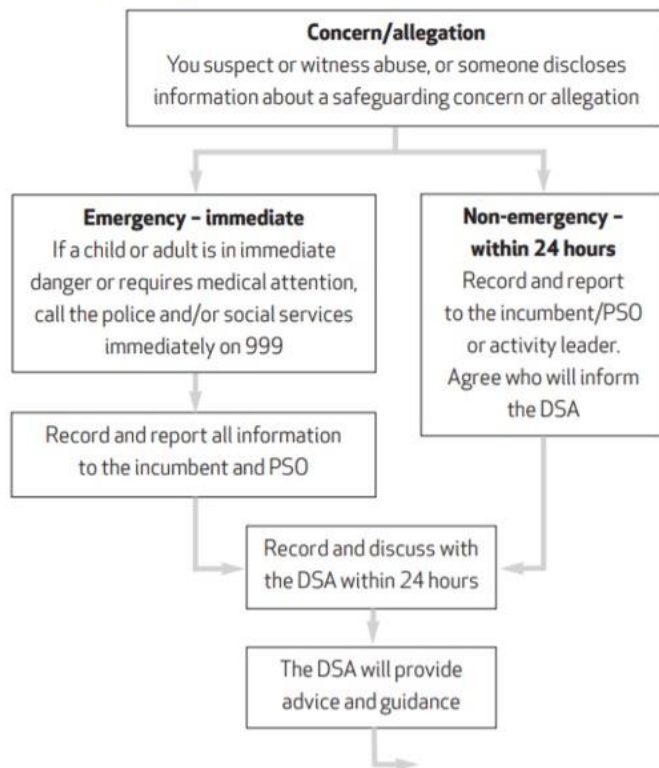 Concern/allegation
You suspect or witness abuse, or someone discloses
information about a safeguarding concern or allegation
Emergency – immediate
If a child or adult is in immediate
danger or requires medical attention,
call the police and/or social services
immediately on 999
Non-emergency –
within 24 hours
Record and report
to the incumbent/PSO
or activity leader.
Agree who will inform
the DSA
Record and report all information
to the incumbent and PSO
Record and discuss with
the DSA within 24 hours
The DSA will provide
advice and guidance